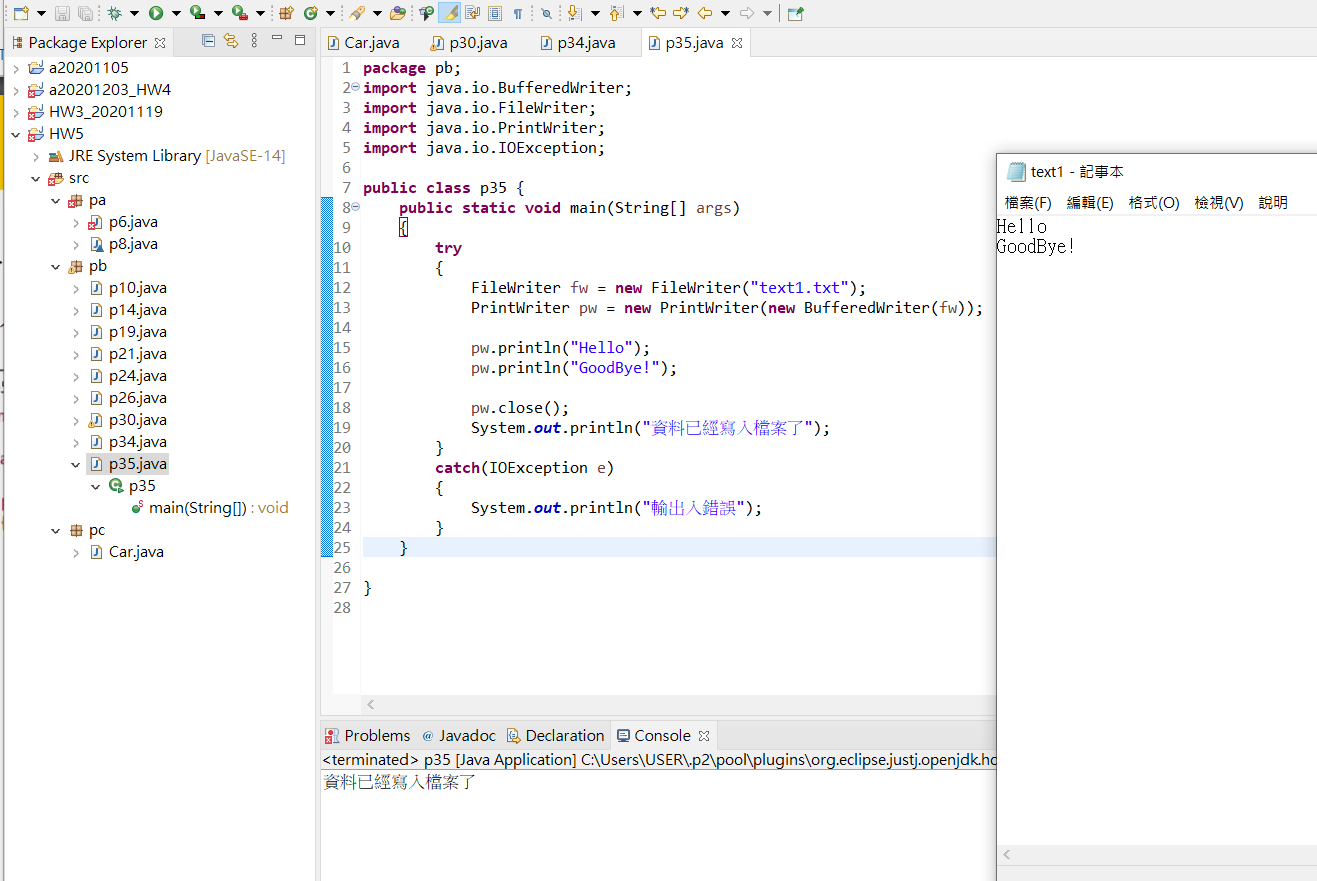 Package Explorer
a20201105
a20201203_HW4
HW3_20201119
HW5
JRE System Library [JavaSE-14]
src
pa
p6.java
p8.java
pb
p10.java
p14.java
p19.java
p21.java
p24.java
p26.java
p30.java
p34.java
p35.java
p35
main(String[]) : void
pc
Car.java
Car.java p30.java p34.java p35.java
1 package pb;
2 import java.io.BufferedWriter;
3 import java.io.FileWriter;
4 import java.io.PrintWriter;
5 import java.io.IOException;
6
7 public class p35 {
8 public static void main(String[] args)
9 {
10 try
11 {
12 FileWriter fw = new FileWriter("text1.txt");
13 PrintWriter pw = new PrintWriter(new BufferedWriter(fw));
14
15 pw.println("Hello");
16 pw.println("GoodBye!");
17
18 pw.close();
19 System.out.println("資料已經寫入檔案了");
20 }
21 catch(IOException e)
22 {
23 System.out.println("輸出入錯誤");
24 }
25 }
26
27 }
28
Problems @ Javadoc Declaration Console
<terminated> p35 [Java Application] C:\Users\USER\.p2\pool\plugins\org.eclipse.justj.openjdk.ho
資料已經寫入檔案了
text1 - 記事本
檔案(F) 編輯(E) 格式(O) 檢視(V) 說明
Hello
GoodBye!